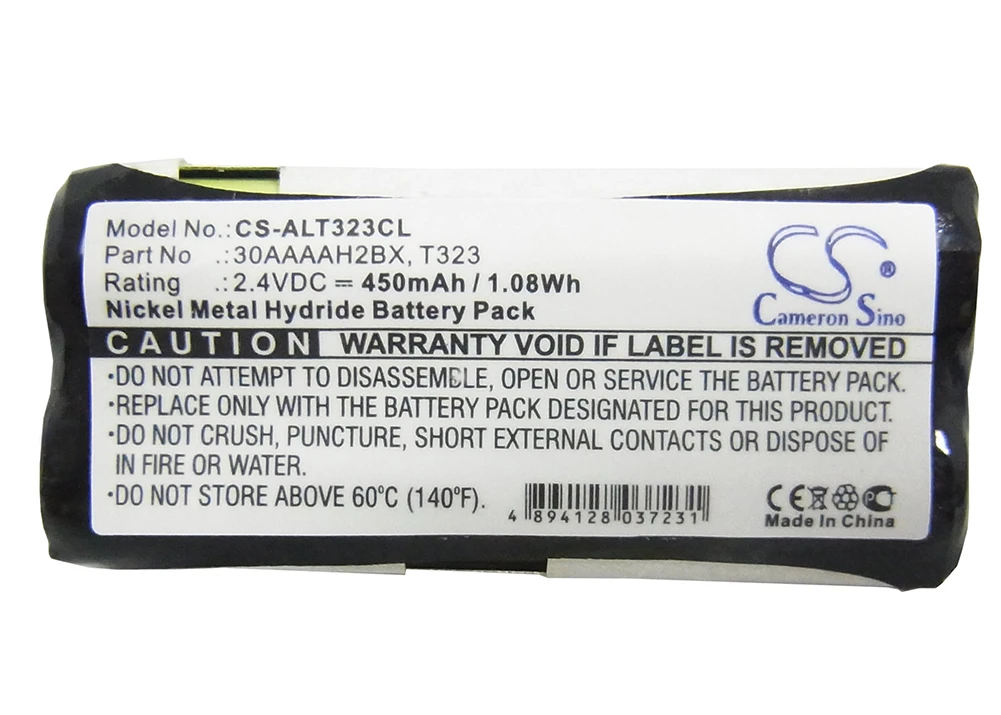 Model No.: CS-ALT323CL
Part No .: 30AAAAH2BX, T323
Rating .: 2.4VDC ⎓ 450mAh / 1.08Wh
Nickel Metal Hydride Battery Pack
CS®
Cameron Sino
CAUTION WARRANTY VOID IF LABEL IS REMOVED
·DO NOT ATTEMPT TO DISASSEMBLE, OPEN OR SERVICE THE BATTERY PACK.
·REPLACE ONLY WITH THE BATTERY PACK DESIGNATED FOR THIS PRODUCT.
·DO NOT CRUSH, PUNCTURE, SHORT EXTERNAL CONTACTS OR DISPOSE OF
IN FIRE OR WATER.
·DO NOT STORE ABOVE 60°C (140°F).
4 894128 037231
CE
Made In China